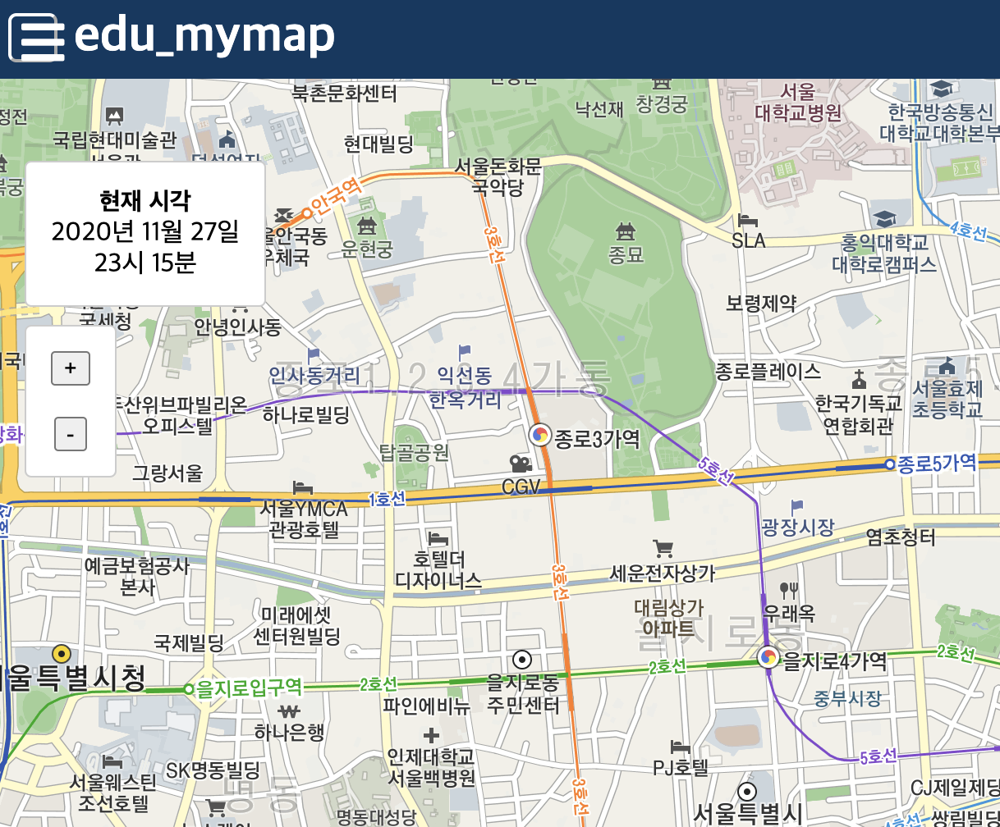 edu_mymap
북촌문화센터
낙선재
창경궁
서울
대학교병원
한국방송통신
대학교대학본부
정전
국립현대미술관
서울관
덕성여자
현대빌딩
서울돈화문
국악당
안국역
4호선
현재 시각
2020년 11월 27일
23시 15분
3호선
운현궁
종묘
SLA
홍익대학교
대학로캠퍼스
우체국
보령제약
국세청
안녕인사동
+
-
인사동거리
종로1.2.3.4가동
익선동
한옥거리
종로플레이스
종로5
서울효제
초등학교
한국기독교
연합회관
두산위브파빌리온
오피스텔
하나로빌딩
종로3가역
탑골공원
5호선
종로5가역
그랑서울
CGV
1호선
서울YMCA
관광호텔
광장시장
염초청터
호텔더
디자이너스
예금보험공사
본사
3호선
세운전자상가
대림상가
아파트
우래옥
을지로동
미래에셋
센터원빌딩
국제빌딩
을지로4가역
2호선
서울특별시청
을지로입구역
2호선
2호선
을지로동
주민센터
파인에비뉴
중부시장
하나은행
인제대학교
서울백병원
5호선
PJ호텔
SK명동빌딩
서울웨스틴
조선호텔
명동
3호선
CJ제일제당
명동대성당
서울특별시
4호선
쌍림빌딩